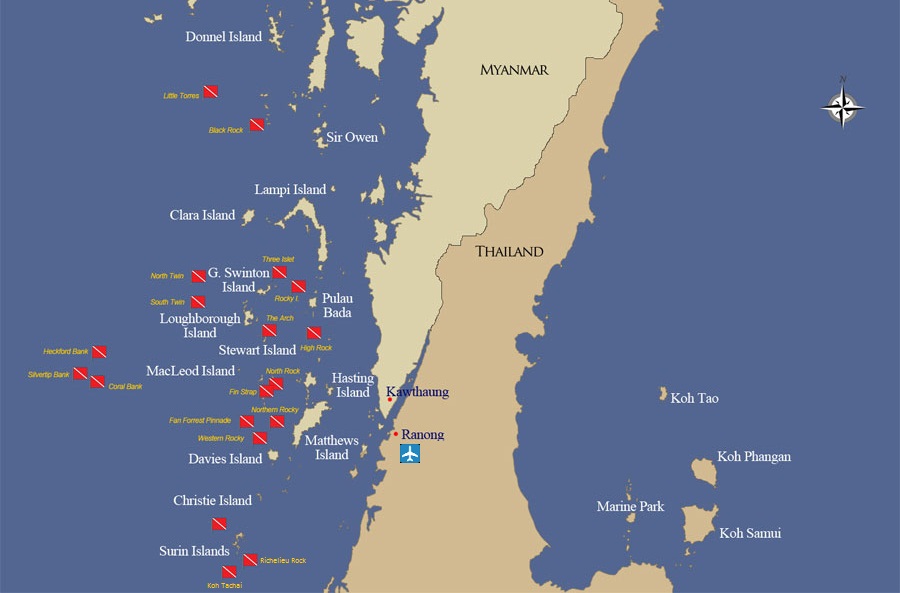 Donnel Island
MYANMAR
N
Little Torres
Black Rock
Sir Owen
Lampi Island
Clara Island
THAILAND
Three Islet
North Twin
G. Swinton
Island
Rocky I.
South Twin
Pulau
Bada
Loughborough
Island
The Arch
High Rock
Stewart Island
Heckford Bank
Silvertip Bank
Coral Bank
MacLeod Island
North Rock
Fin Strap
Hasting
Island
Kawthaung
Koh Tao
Northern Rocky
Fan Forrest Pinnade
Western Rocky
Ranong
Matthews
Island
Davies Island
Koh Phangan
Christie Island
Marine Park
Koh Samui
Surin Islands
Richelieu Rock
Koh Tachai